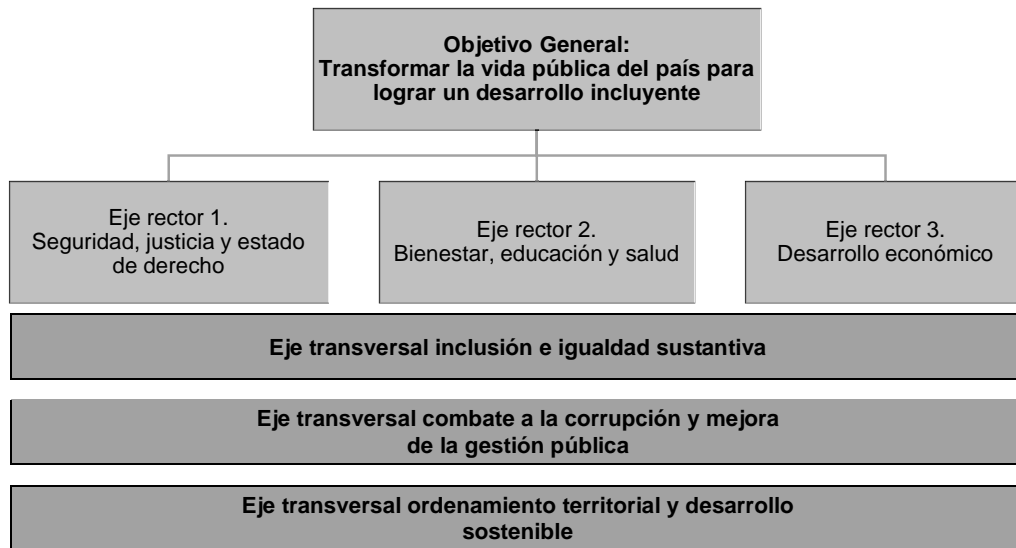 Objetivo General:
Transformar la vida pública del país para
lograr un desarrollo incluyente
Eje rector 1.
Seguridad, justicia y estado
de derecho
Eje rector 2.
Bienestar, educación y salud
Eje rector 3.
Desarrollo económico
Eje transversal inclusión e igualdad sustantiva
Eje transversal combate a la corrupción y mejora
de la gestión pública
Eje transversal ordenamiento territorial y desarrollo
sostenible